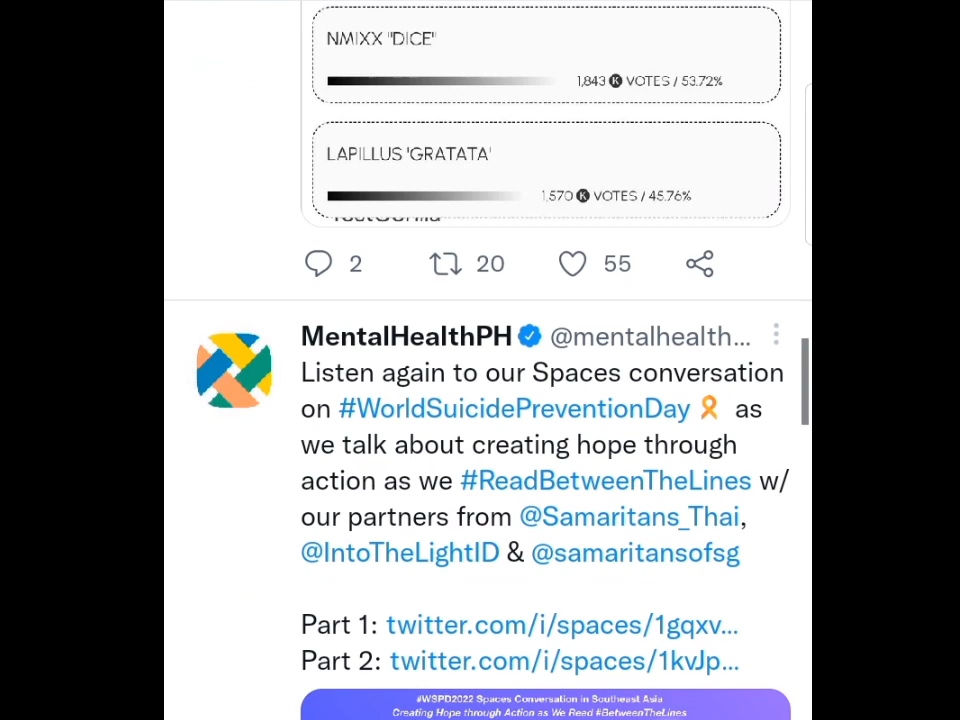 NMIXX "DICE"
1,843 K VOTES / 53.72%
LAPILLUS 'GRATATA'
1,570 K VOTES / 45.76%
2 20 55
MentalHealthPH @mentalhealth...
Listen again to our Spaces conversation
on #WorldSuicidePreventionDay 🎗 as
we talk about creating hope through
action as we #ReadBetweenTheLines w/
our partners from @Samaritans_Thai,
@IntoTheLightID & @samaritansofsg
Part 1: twitter.com/i/spaces/1gqxv...
Part 2: twitter.com/i/spaces/1kvJp...
#WSPD2022 Spaces Conversation in Southeast Asia
Creating Hope through Action as We Read #BetweenTheLines